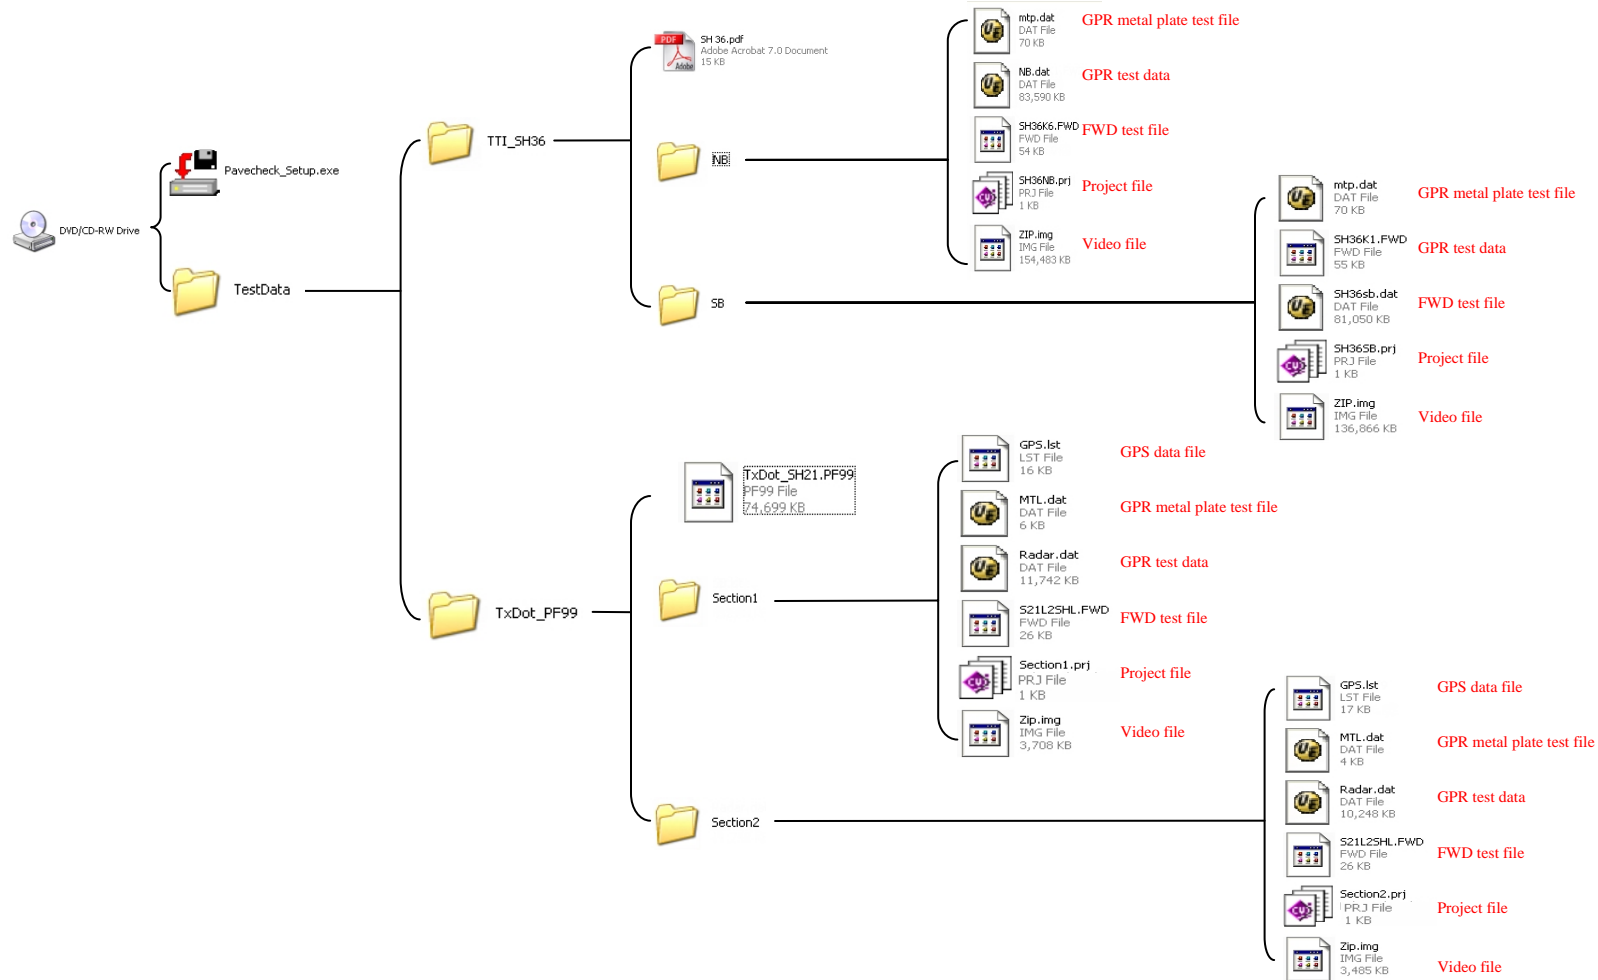 DVD/CD-RW Drive
Pavecheck_Setup.exe
TestData
TTI_SH36
PDF
Adobe
SH 36.pdf
Adobe Acrobat 7.0 Document
15 KB
NB
mtp.dat
DAT File
70 KB
GPR metal plate test file
NB.dat
DAT File
83,590 KB
GPR test data
SH36K6.FWD
FWD File
54 KB
FWD test file
SH36NB.prj
PRJ File
1 KB
Project file
ZIP.img
IMG File
154,483 KB
Video file
SB
mtp.dat
DAT File
70 KB
GPR metal plate test file
SH36K1.FWD
FWD File
55 KB
GPR test data
SH36sb.dat
DAT File
81,050 KB
FWD test file
SH36SB.prj
PRJ File
1 KB
Project file
ZIP.img
IMG File
136,866 KB
Video file
TxDot_PF99
TxDot_SH21.PF99
PF99 File
74,699 KB
Section1
GPS.lst
LST File
16 KB
GPS data file
MTL.dat
DAT File
6 KB
GPR metal plate test file
Radar.dat
DAT File
11,742 KB
GPR test data
S21L2SHL.FWD
FWD File
26 KB
FWD test file
Section1.prj
PRJ File
1 KB
Project file
Zip.img
IMG File
3,708 KB
Video file
Section2
GPS.lst
LST File
17 KB
GPS data file
MTL.dat
DAT File
4 KB
GPR metal plate test file
Radar.dat
DAT File
10,248 KB
GPR test data
S21L2SHL.FWD
FWD File
26 KB
FWD test file
Section2.prj
PRJ File
1 KB
Project file
Zip.img
IMG File
3,485 KB
Video file